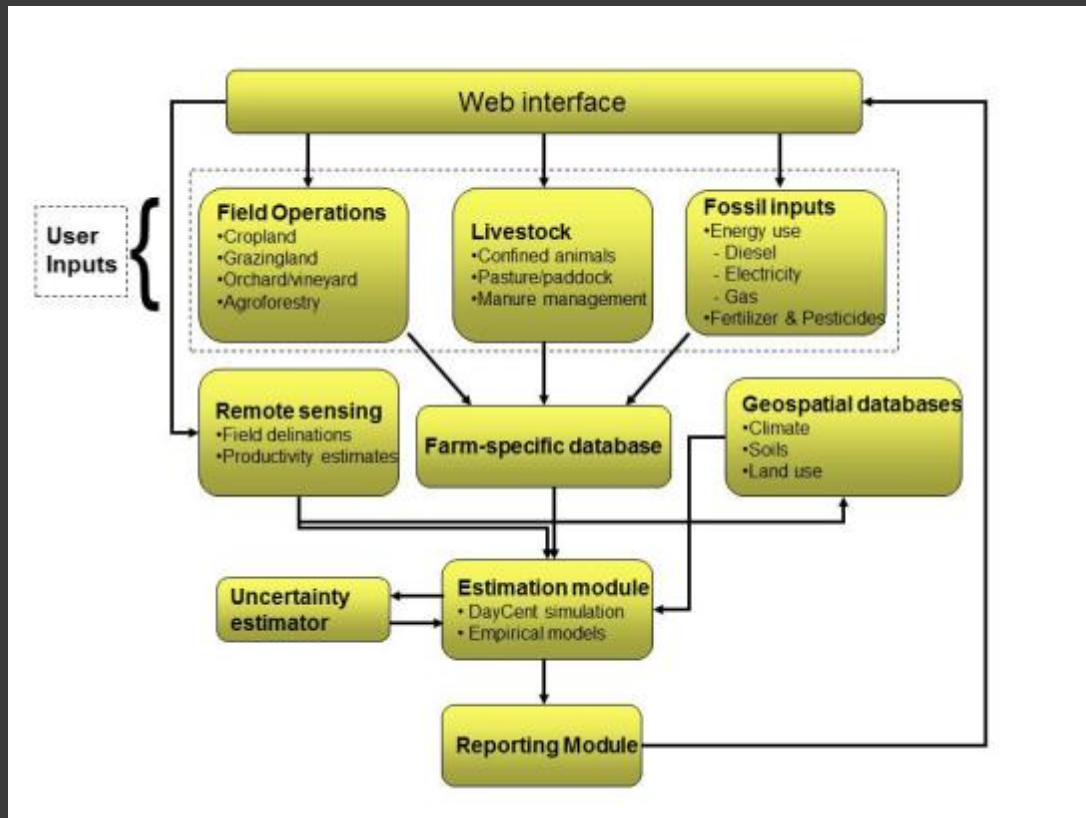 Web interface
User
Inputs
Field Operations
•Cropland
•Grazingland
•Orchard/vineyard
•Agroforestry
Livestock
•Confined animals
•Pasture/paddock
•Manure management
Fossil inputs
•Energy use
- Diesel
- Electricity
- Gas
•Fertilizer & Pesticides
Remote sensing
•Field delinations
•Productivity estimates
Farm-specific database
Geospatial databases
•Climate
•Soils
•Land use
Uncertainty
estimator
Estimation module
• DayCent simulation
• Empirical models
Reporting Module